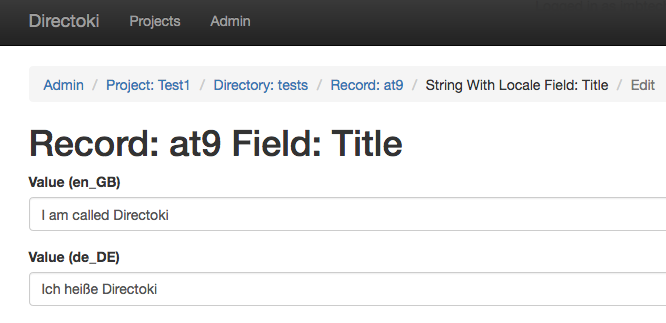 Directoki Projects Admin
Admin / Project: Test1 / Directory: tests / Record: at9 / String With Locale Field: Title / Edit
Record: at9 Field: Title
Value (en_GB)
I am called Directoki
Value (de_DE)
Ich heiße Directoki